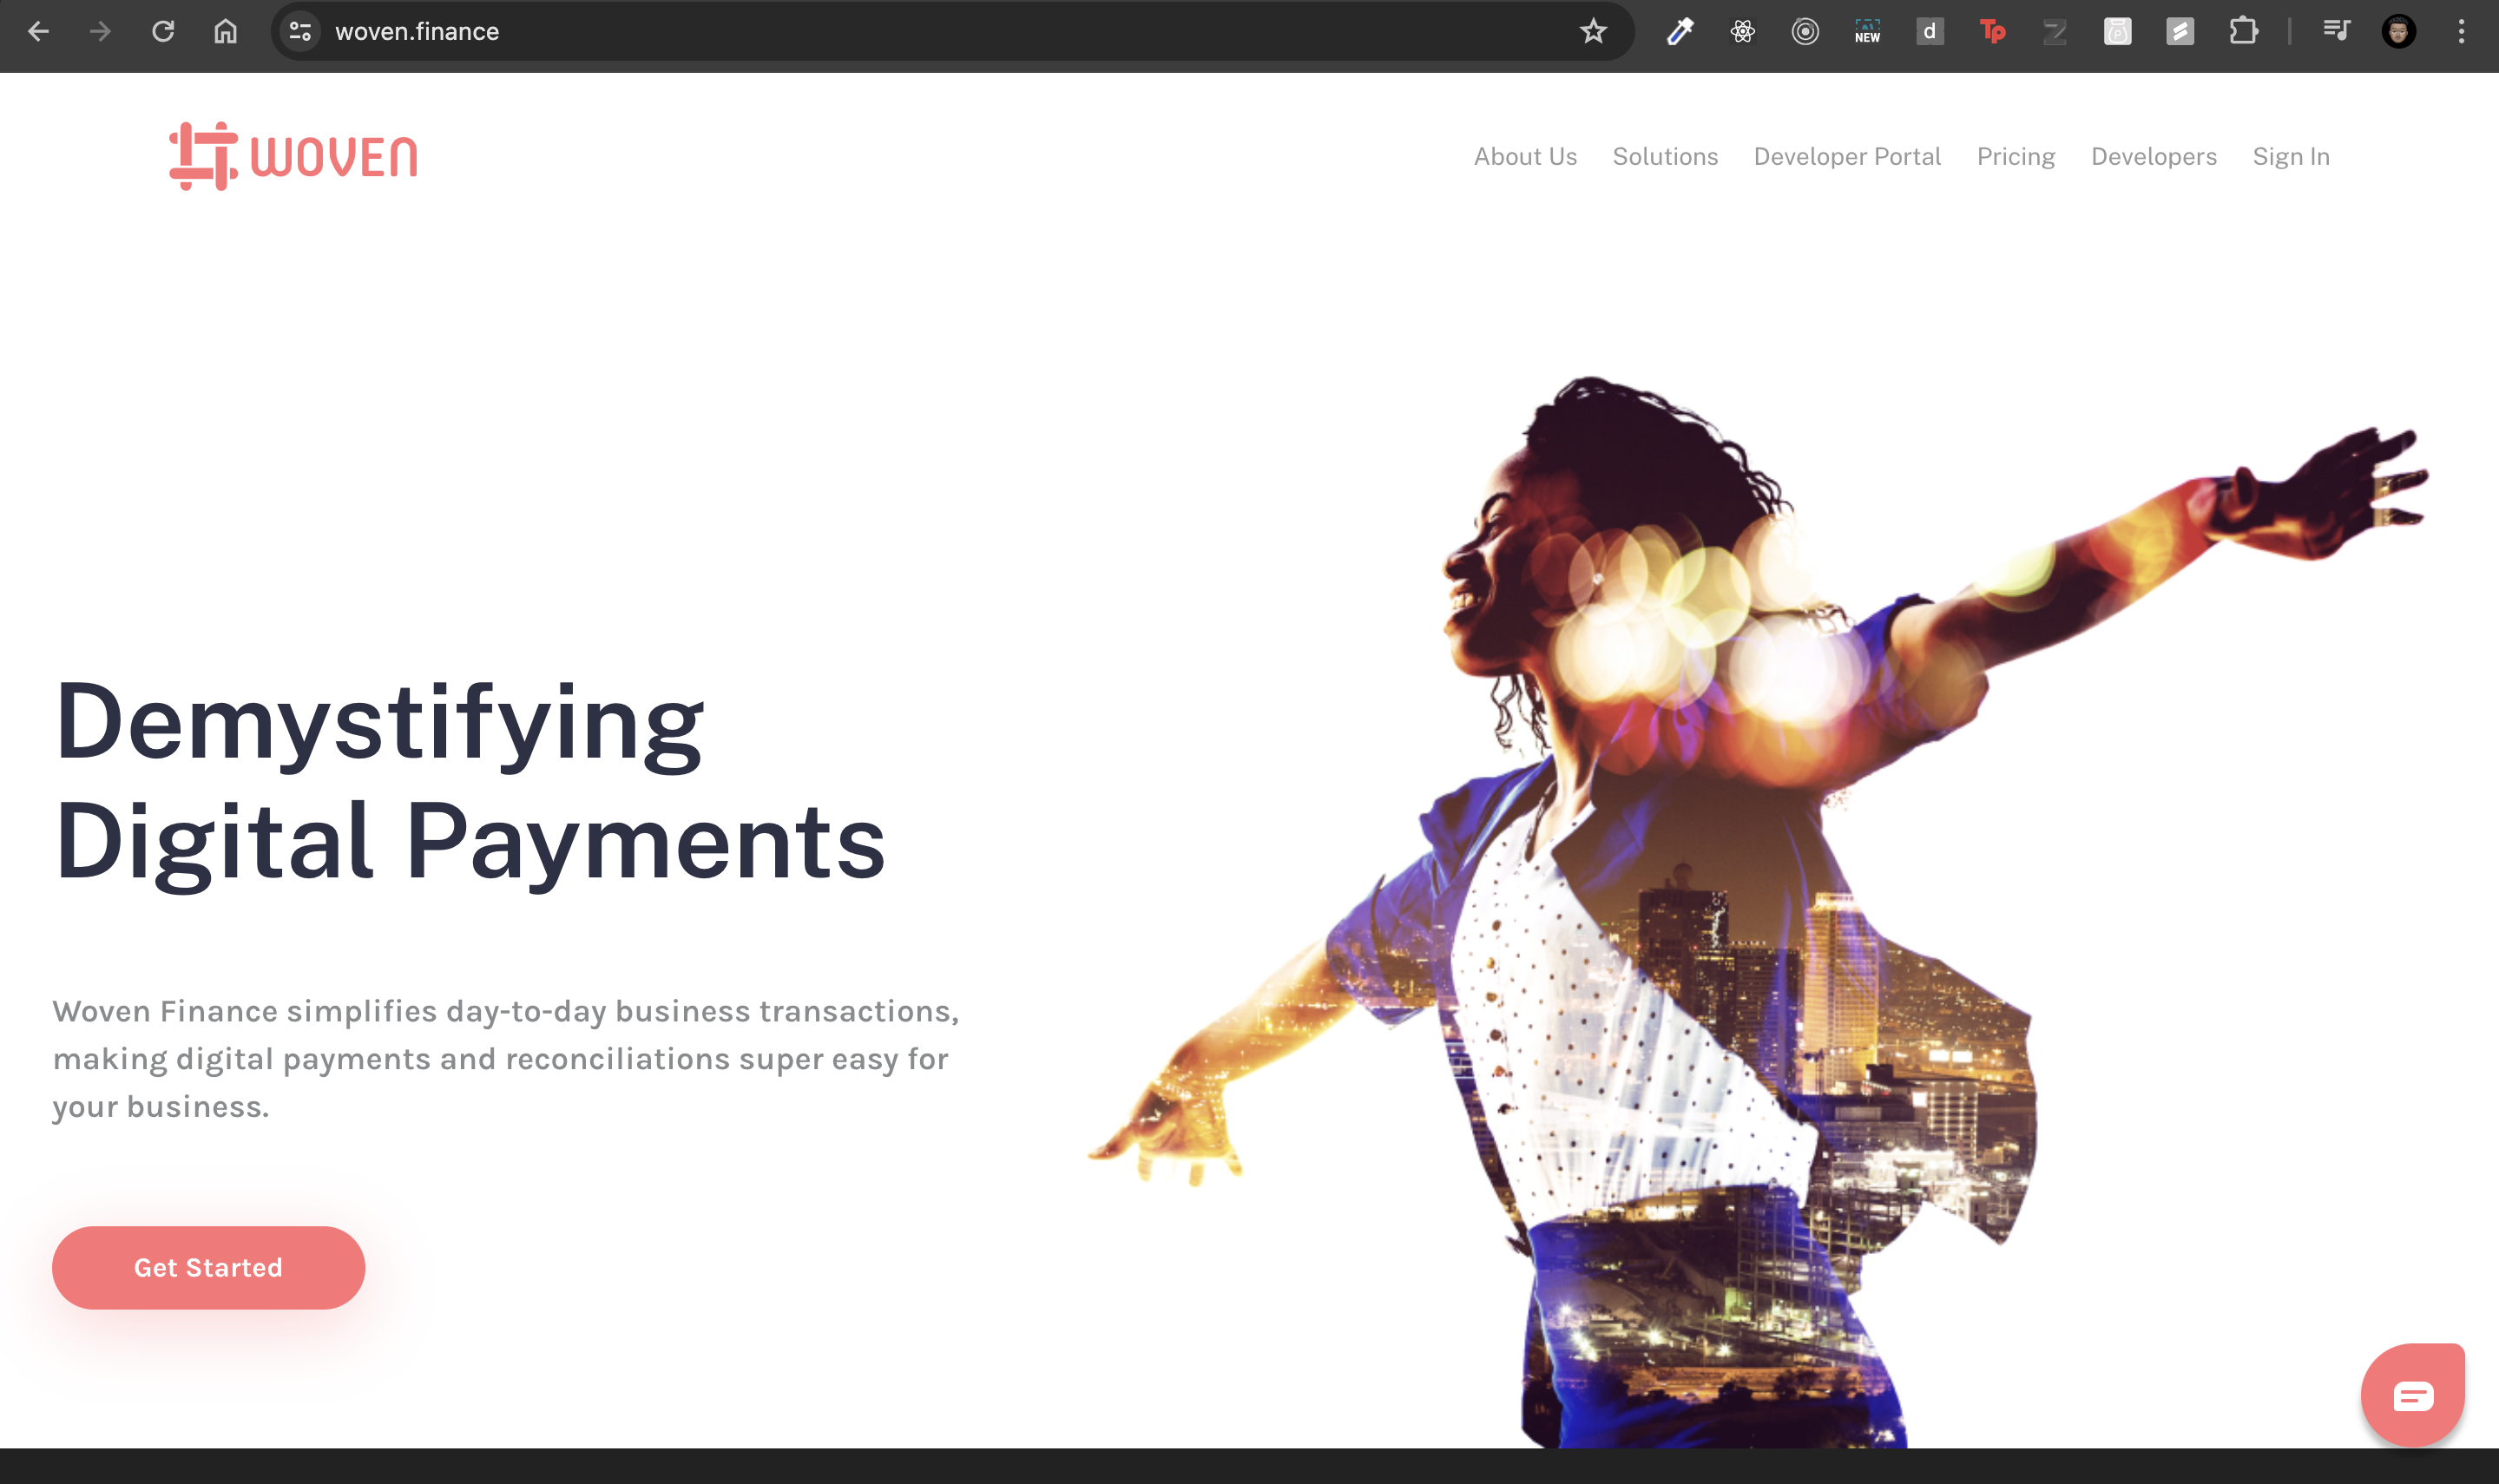 woven.finance
NEW
d
Tp
WOVEN
About Us Solutions Developer Portal Pricing Developers Sign In
Demystifying
Digital Payments
Woven Finance simplifies day-to-day business transactions,
making digital payments and reconciliations super easy for
your business.
Get Started